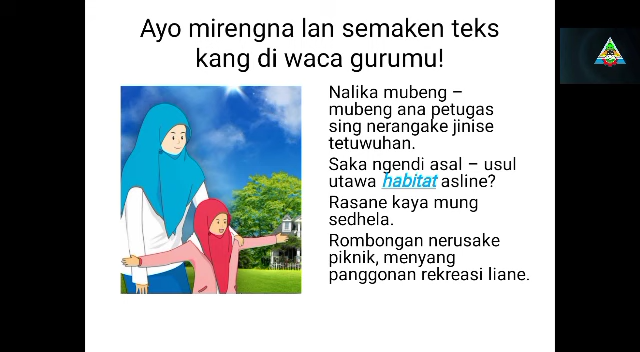 Ayo mirengna lan semaken teks
kang di waca gurumu!
Nalika mubeng –
mubeng ana petugas
sing nerangake jinise
tetuwuhan.
Saka ngendi asal – usul
utawa habitat asline?
Rasane kaya mung
sedhela.
Rombongan nerusake
piknik, menyang
panggonan rekreasi liane.